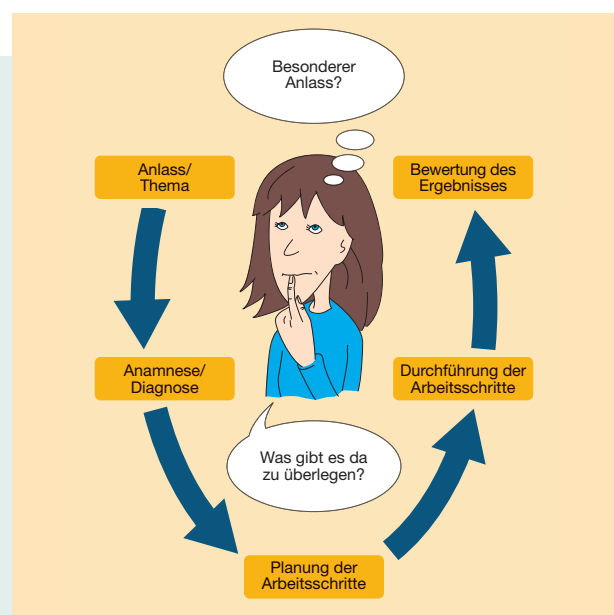 Besonderer
Anlass?
Anlass/
Thema
Bewertung des
Ergebnisses
Anamnese/
Diagnose
Durchführung der
Arbeitsschritte
Was gibt es da
zu überlegen?
Planung der
Arbeitsschritte